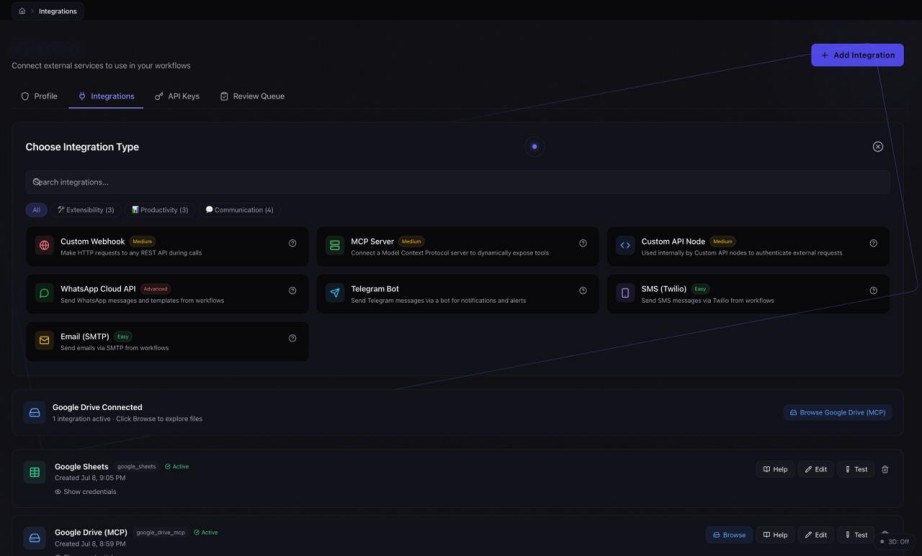 Integrations
Connect external services to use in your workflows
+ Add Integration
Profile
Integrations
API Keys
Review Queue
Choose Integration Type
Search integrations...
All
Extensibility (3)
Productivity (3)
Communication (4)
Custom Webhook Medium
Make HTTP requests to any REST API during calls
MCP Server Medium
Connect a Model Context Protocol server to dynamically expose tools
Custom API Node Medium
Used internally by Custom API nodes to authenticate external requests
WhatsApp Cloud API Advanced
Send WhatsApp messages and templates from workflows
Telegram Bot
Send Telegram messages via a bot for notifications and alerts
SMS (Twilio) Easy
Send SMS messages via Twilio from workflows
Email (SMTP) Easy
Send emails via SMTP from workflows
Google Drive Connected
1 integration active · Click Browse to explore files
Browse Google Drive (MCP)
Google Sheets google_sheets Active
Created Jul 8, 9:05 PM
Show credentials
Help
Edit
Test
Google Drive (MCP) google_drive_mcp Active
Created Jul 8, 8:59 PM
Browse
Help
Edit
Test
3D: Off